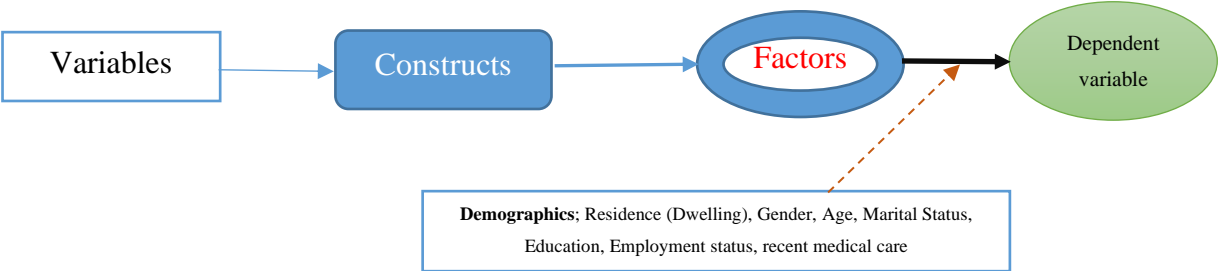 Variables
Constructs
Factors
Dependent
variable
Demographics; Residence (Dwelling), Gender, Age, Marital Status,
Education, Employment status, recent medical care